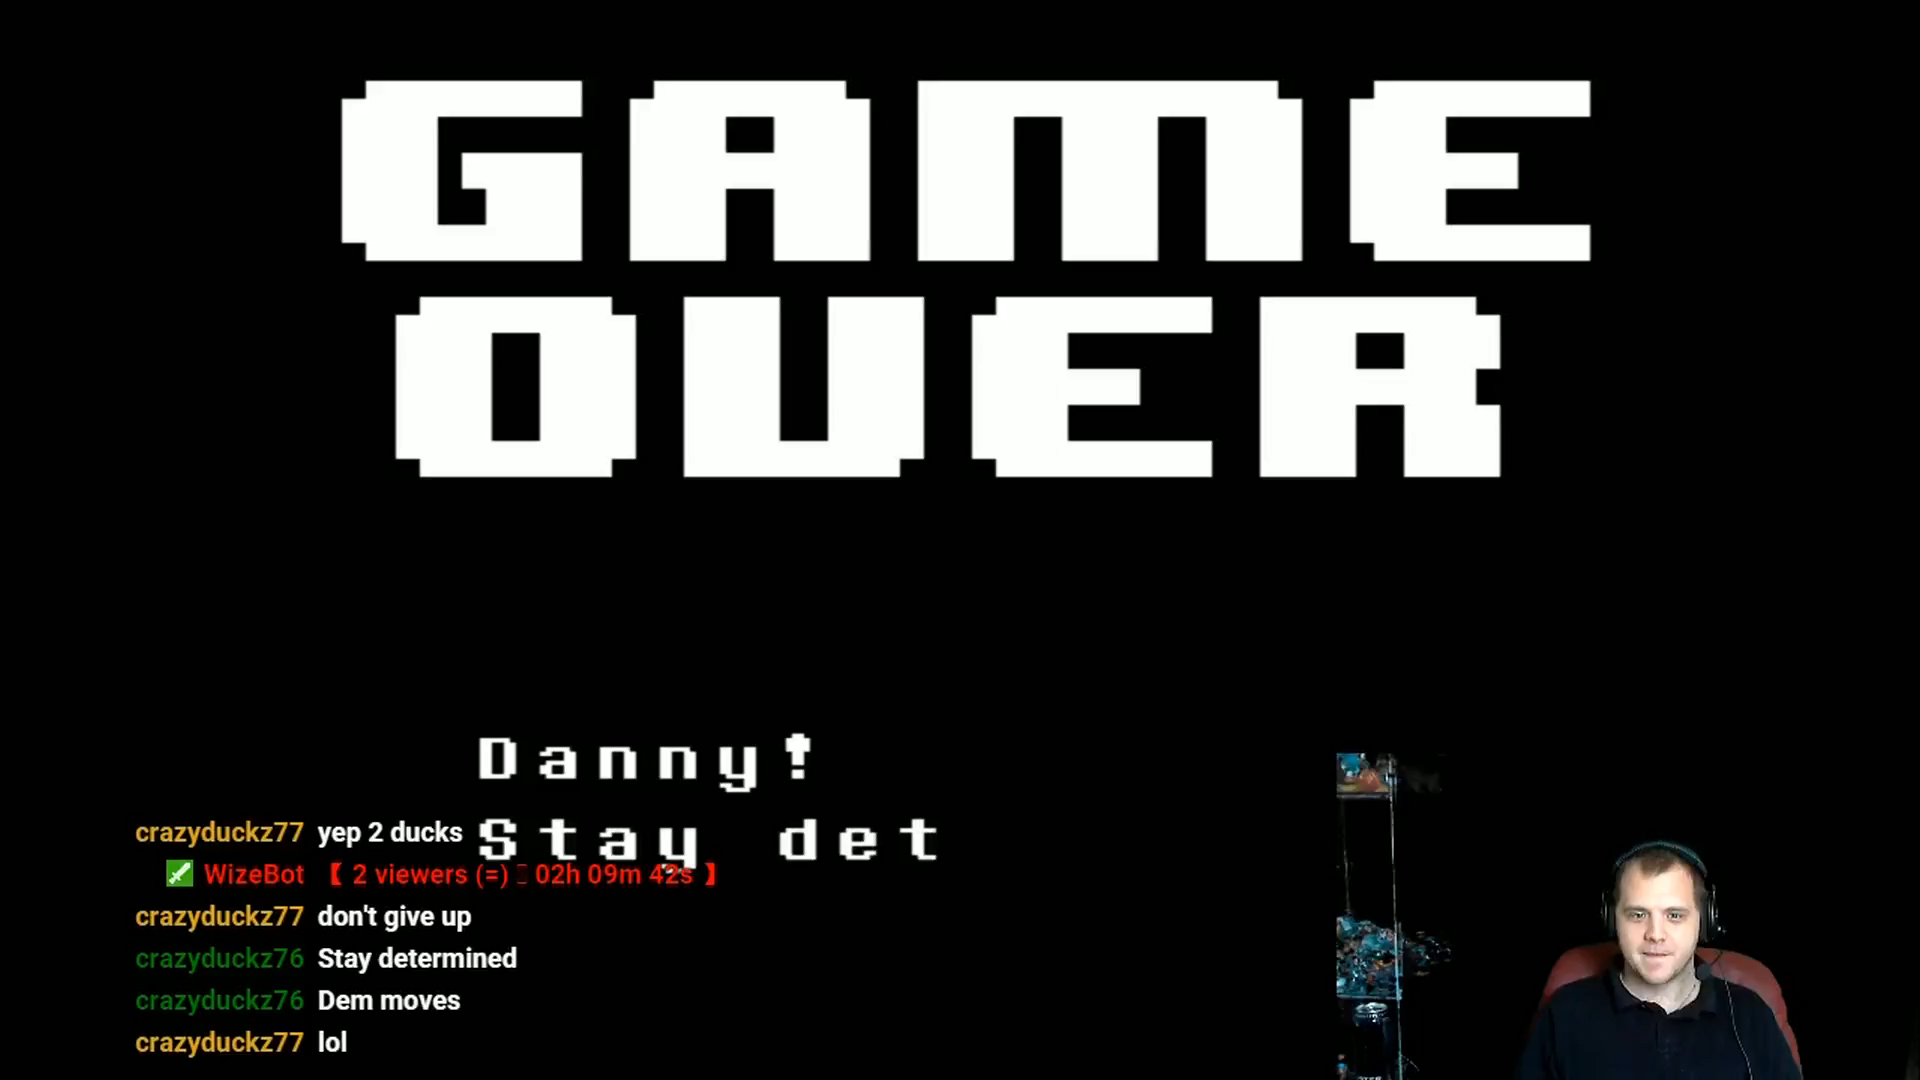 GAME
OVER
Danny!
Stay det
crazyduckz77 yep 2 ducks
WizeBot 【 2 viewers (=) 02h 09m 42s 】
crazyduckz77 don't give up
crazyduckz76 Stay determined
crazyduckz76 Dem moves
crazyduckz77 lol